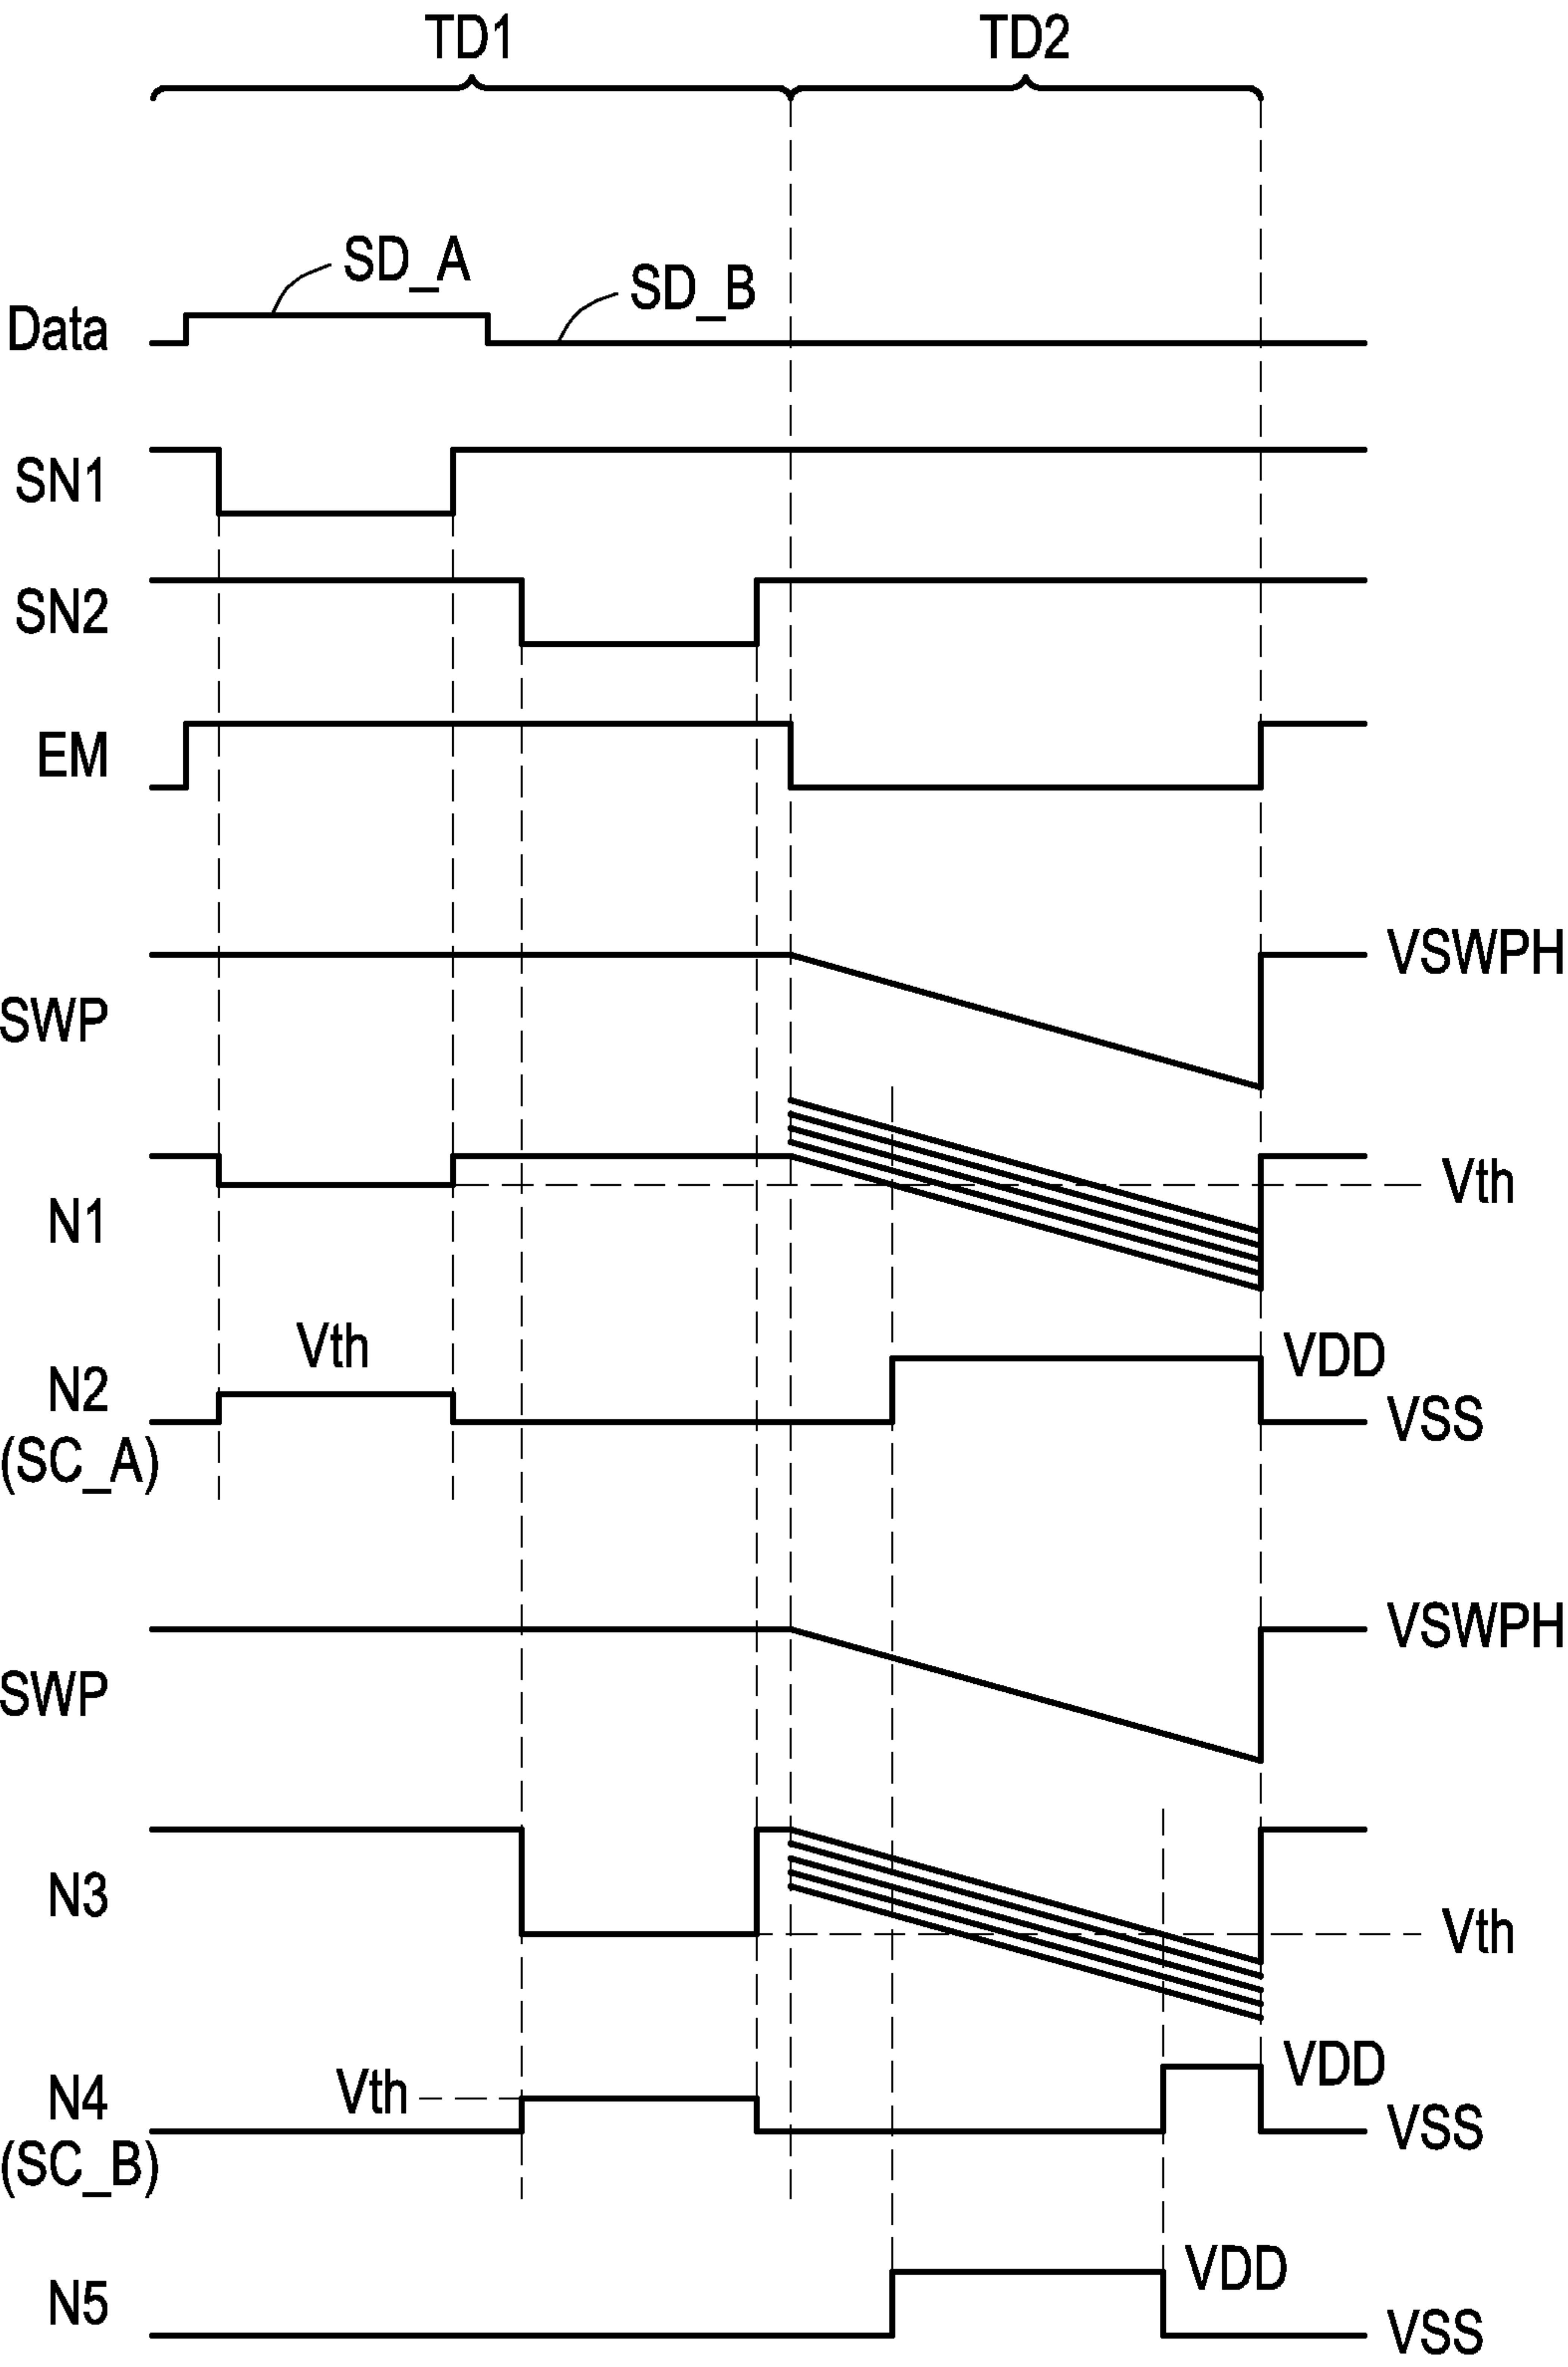 TD1 TD2
SD_A
SD_B
Data
SN1
SN2
EM
VSWPH
SWP
Vth
N1
Vth
VDD
N2
VSS
(SC_A)
VSWPH
SWP
N3
Vth
VDD
Vth
N4
VSS
(SC_B)
VDD
N5
VSS